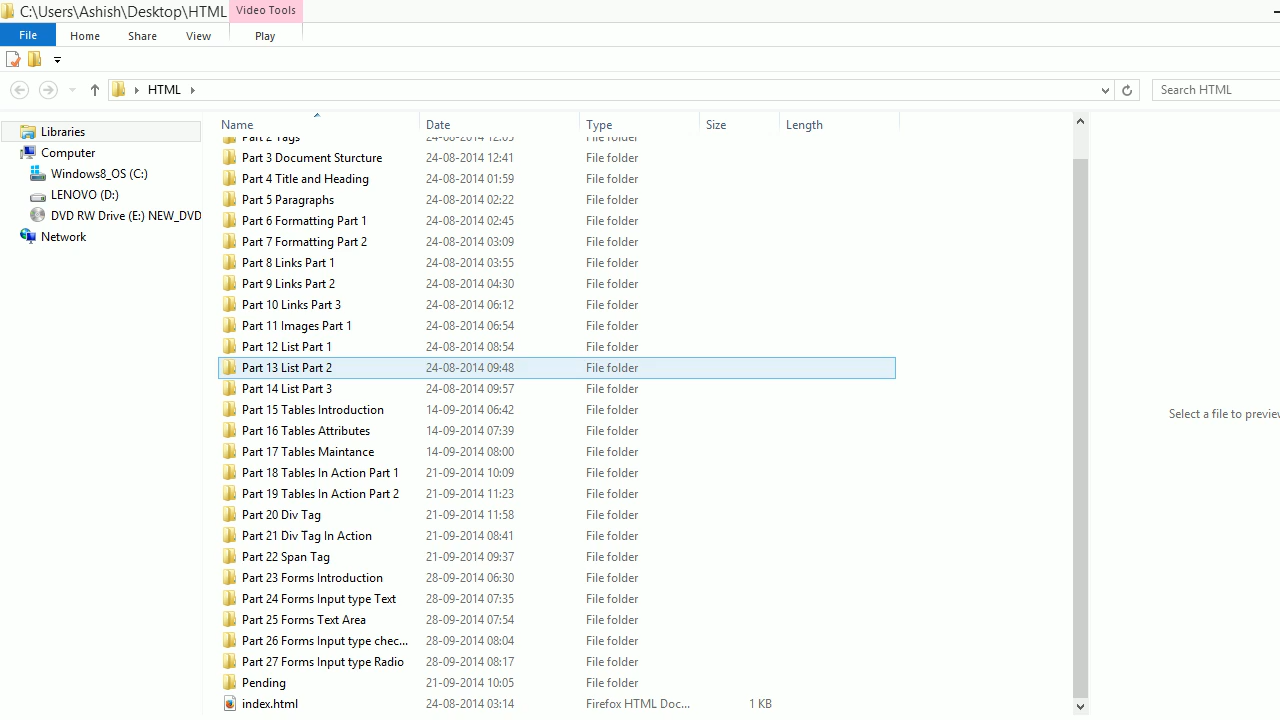 C:\Users\Ashish\Desktop\HTML Video Tools
File Home Share View Play
HTML Search HTML
Name Date Type Size Length
Part 2 Tags 24-08-2014 12:05 File folder
Part 3 Document Sturcture 24-08-2014 12:41 File folder
Part 4 Title and Heading 24-08-2014 01:59 File folder
Part 5 Paragraphs 24-08-2014 02:22 File folder
Part 6 Formatting Part 1 24-08-2014 02:45 File folder
Part 7 Formatting Part 2 24-08-2014 03:09 File folder
Part 8 Links Part 1 24-08-2014 03:55 File folder
Part 9 Links Part 2 24-08-2014 04:30 File folder
Part 10 Links Part 3 24-08-2014 06:12 File folder
Part 11 Images Part 1 24-08-2014 06:54 File folder
Part 12 List Part 1 24-08-2014 08:54 File folder
Part 13 List Part 2 24-08-2014 09:48 File folder
Part 14 List Part 3 24-08-2014 09:57 File folder
Part 15 Tables Introduction 14-09-2014 06:42 File folder
Part 16 Tables Attributes 14-09-2014 07:39 File folder
Part 17 Tables Maintance 14-09-2014 08:00 File folder
Part 18 Tables In Action Part 1 21-09-2014 10:09 File folder
Part 19 Tables In Action Part 2 21-09-2014 11:23 File folder
Part 20 Div Tag 21-09-2014 11:58 File folder
Part 21 Div Tag In Action 21-09-2014 08:41 File folder
Part 22 Span Tag 21-09-2014 09:37 File folder
Part 23 Forms Introduction 28-09-2014 06:30 File folder
Part 24 Forms Input type Text 28-09-2014 07:35 File folder
Part 25 Forms Text Area 28-09-2014 07:54 File folder
Part 26 Forms Input type chec... 28-09-2014 08:04 File folder
Part 27 Forms Input type Radio 28-09-2014 08:17 File folder
Pending 21-09-2014 10:05 File folder
index.html 24-08-2014 03:14 Firefox HTML Doc... 1 KB
Libraries
Computer
Windows8_OS (C:)
LENOVO (D:)
DVD RW Drive (E:) NEW_DVD
Network
Select a file to preview